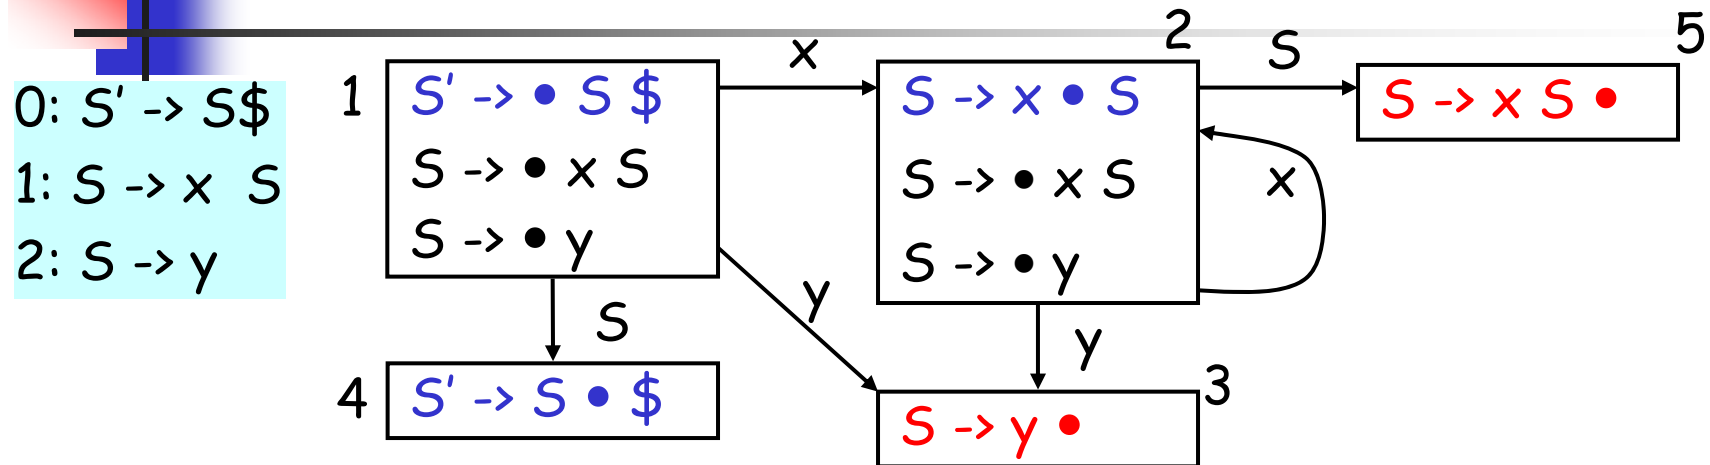 0: S' -> S$
1: S -> x S
2: S -> y
1
S' -> • S $
S -> • x S
S -> • y
x
2
S -> x • S
S -> • x S
S -> • y
S
5
S -> x S •
x
S
y
y
4
S' -> S • $
3
S -> y •